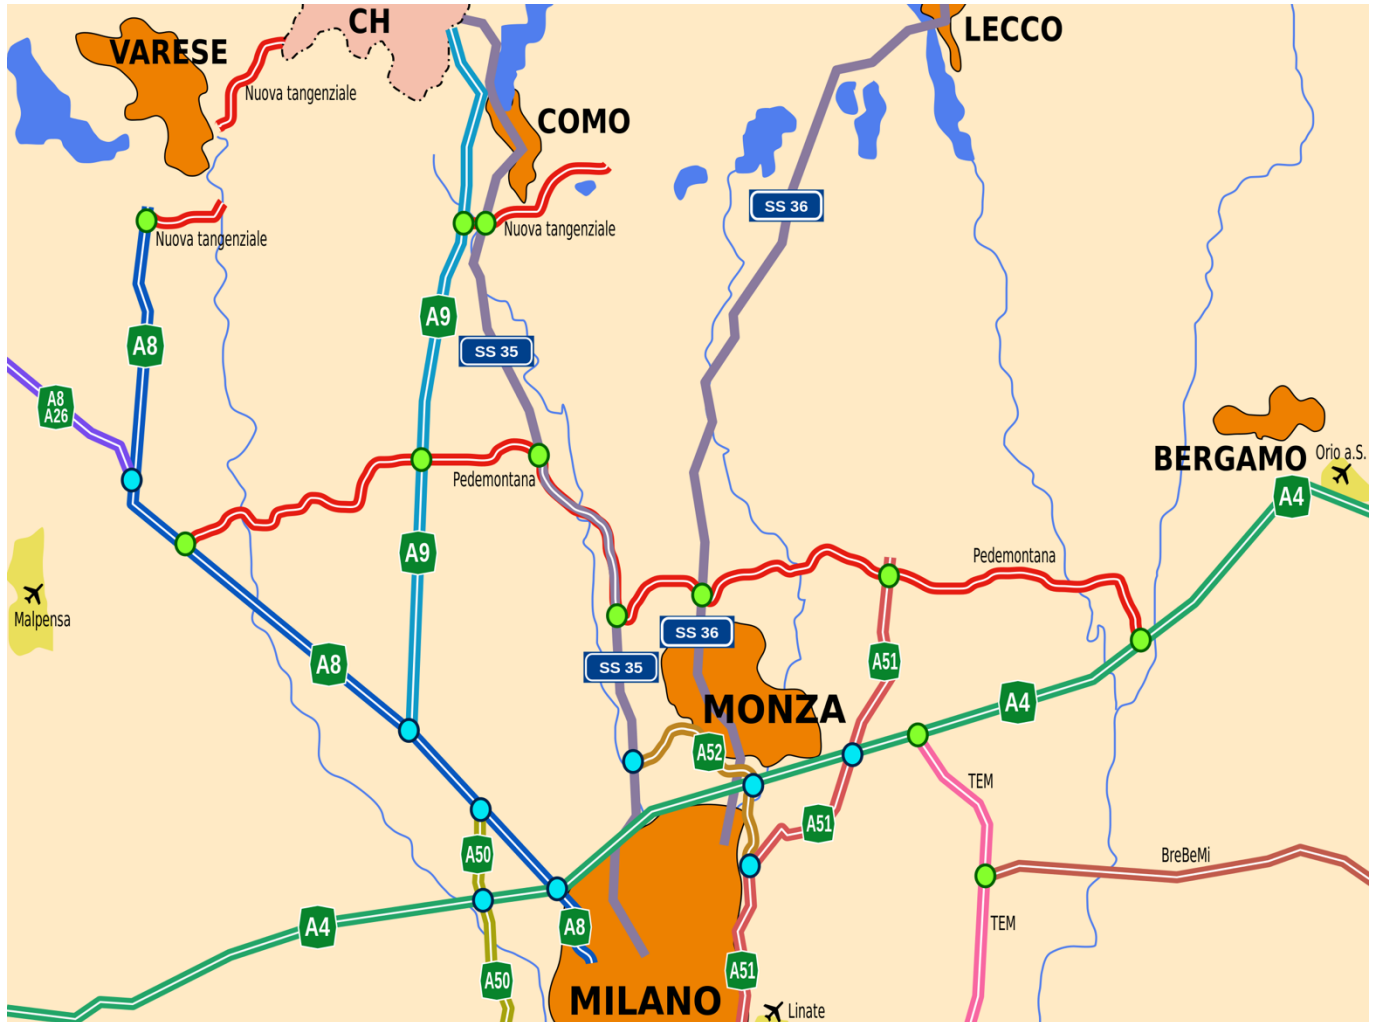 CH
LECCO
VARESE
Nuova tangenziale
COMO
SS 36
Nuova tangenziale
Nuova tangenziale
A9
A8
SS 35
A8
A26
BERGAMO
Orio a.S.
Pedemontana
A4
A9
Pedemontana
Malpensa
SS 36
A8
SS 35
A51
A4
MONZA
A52
TEM
A51
A50
BreBeMi
A4
A8
TEM
A50
A51
MILANO
Linate